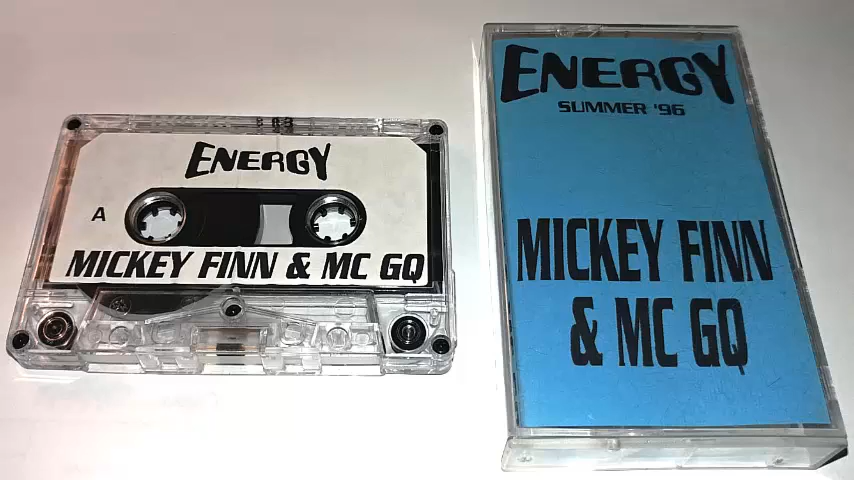 ENERGY
A
MICKEY FINN & MC GQ
ENERGY
SUMMER '96
MICKEY FINN
& MC GQ